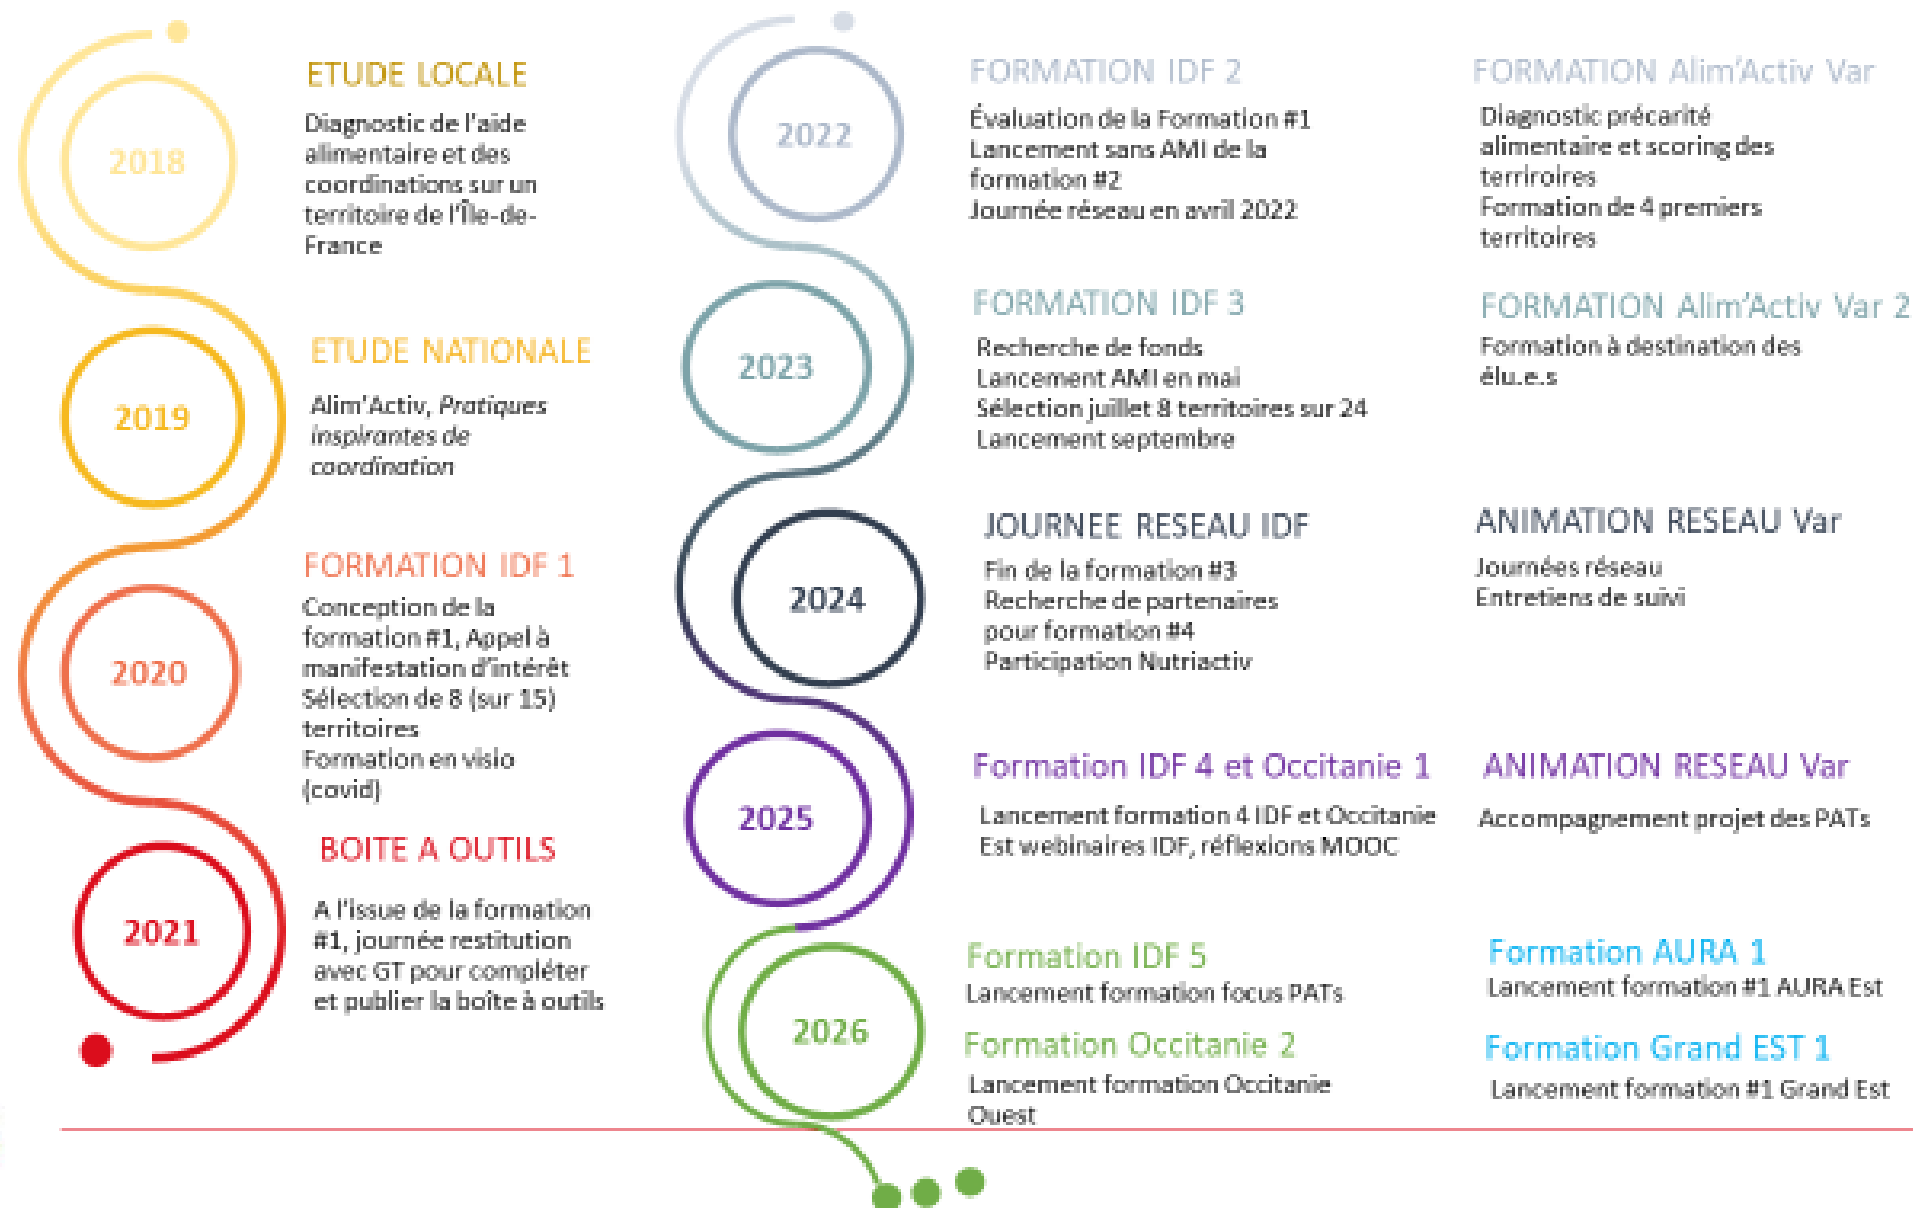 2018
ETUDE LOCALE
Diagnostic de l'aide
alimentaire et des
coordinations sur un
territoire de l'Île-de-
France
2019
ETUDE NATIONALE
Alim'Activ, Pratiques
inspirantes de
coordination
2020
FORMATION IDF 1
Conception de la
formation #1, Appel à
manifestation d'intérêt
Sélection de 8 (sur 15)
territoires
Formation en visio
(covid)
2021
BOITE A OUTILS
A l'issue de la formation
#1, journée restitution
avec GT pour compléter
et publier la boîte à outils
2022
FORMATION IDF 2
Évaluation de la Formation #1
Lancement sans AMI de la
formation #2
Journée réseau en avril 2022
FORMATION Alim'Activ Var
Diagnostic précarité
alimentaire et scoring des
terriroires
Formation de 4 premiers
territoires
2023
FORMATION IDF 3
Recherche de fonds
Lancement AMI en mai
Sélection juillet 8 territoires sur 24
Lancement septembre
FORMATION Alim'Activ Var 2
Formation à destination des
élu.e.s
2024
JOURNEE RESEAU IDF
Fin de la formation #3
Recherche de partenaires
pour formation #4
Participation Nutriactiv
ANIMATION RESEAU Var
Journées réseau
Entretiens de suivi
2025
Formation IDF 4 et Occitanie 1
Lancement formation 4 IDF et Occitanie
Est webinaires IDF, réflexions MOOC
ANIMATION RESEAU Var
Accompagnement projet des PATs
2026
Formation IDF 5
Lancement formation focus PATs
Formation Occitanie 2
Lancement formation Occitanie
Ouest
Formation AURA 1
Lancement formation #1 AURA Est
Formation Grand EST 1
Lancement formation #1 Grand Est